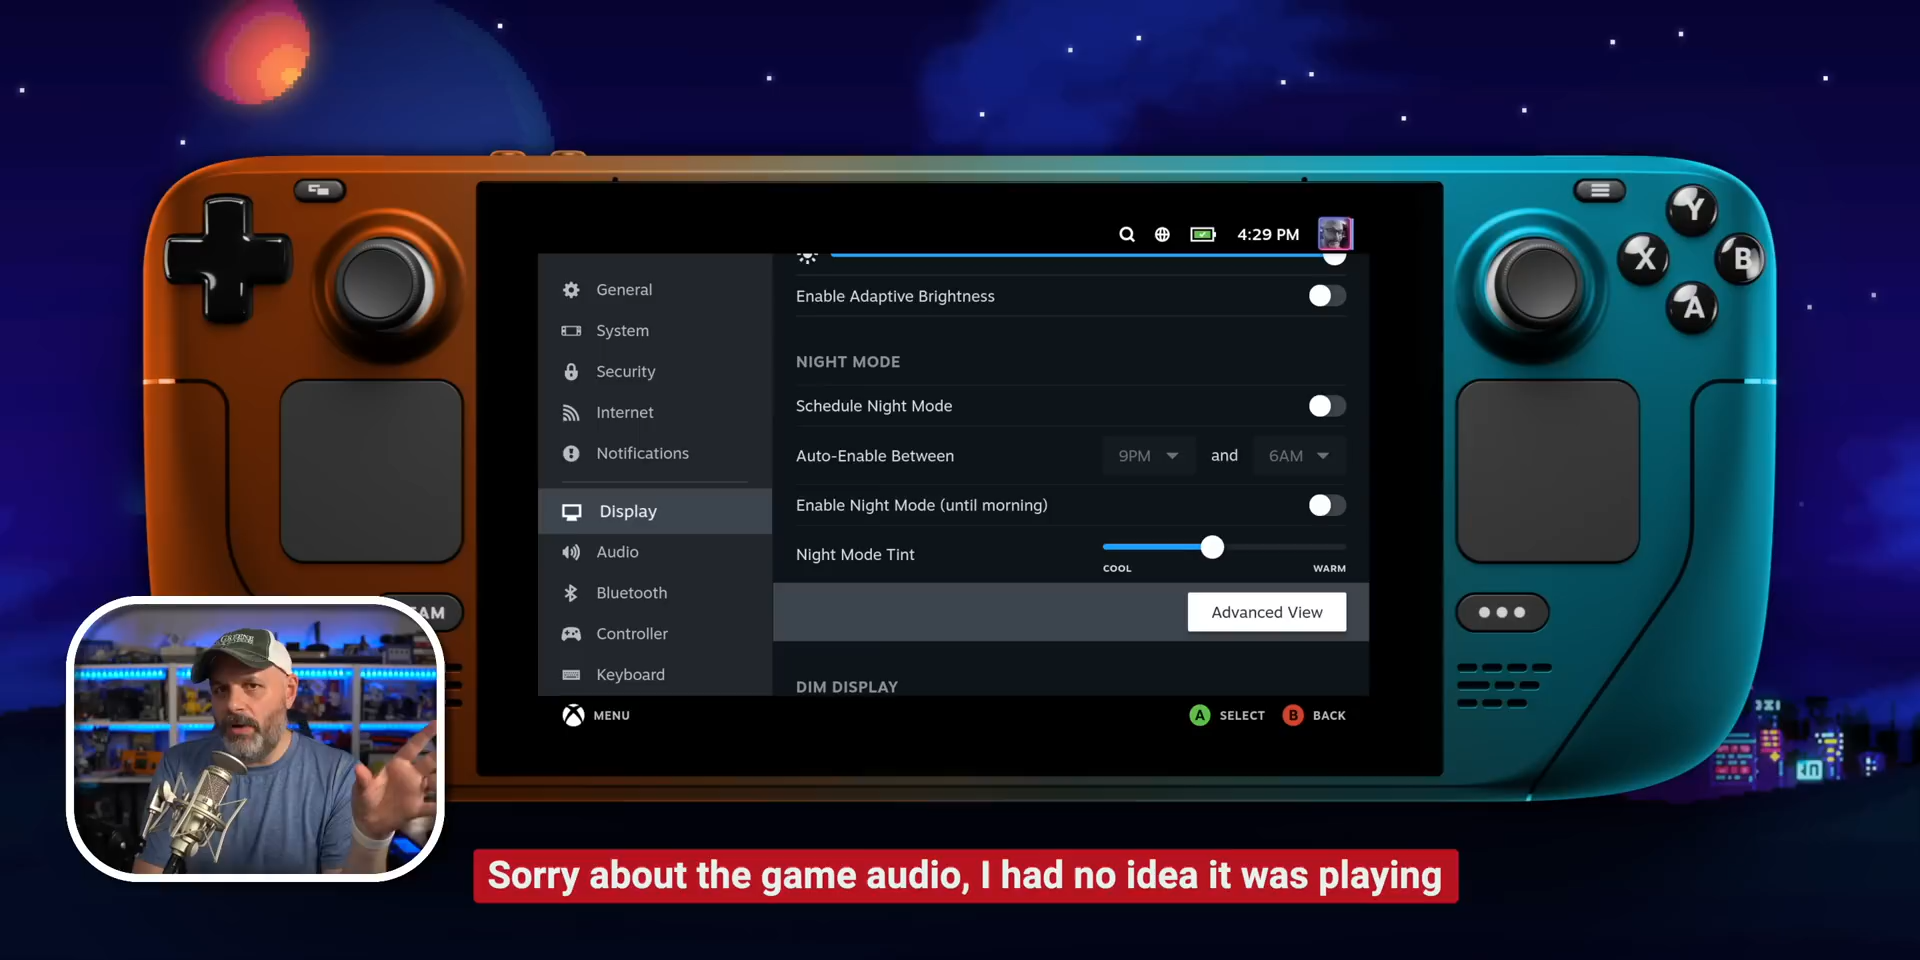 4:29 PM
General
System
Security
Internet
Notifications
Display
Audio
Bluetooth
Controller
Keyboard
Enable Adaptive Brightness
NIGHT MODE
Schedule Night Mode
Auto-Enable Between 9PM and 6AM
Enable Night Mode (until morning)
Night Mode Tint
COOL WARM
Advanced View
DIM DISPLAY
MENU
A SELECT B BACK
Y
X B
A
Sorry about the game audio, I had no idea it was playing